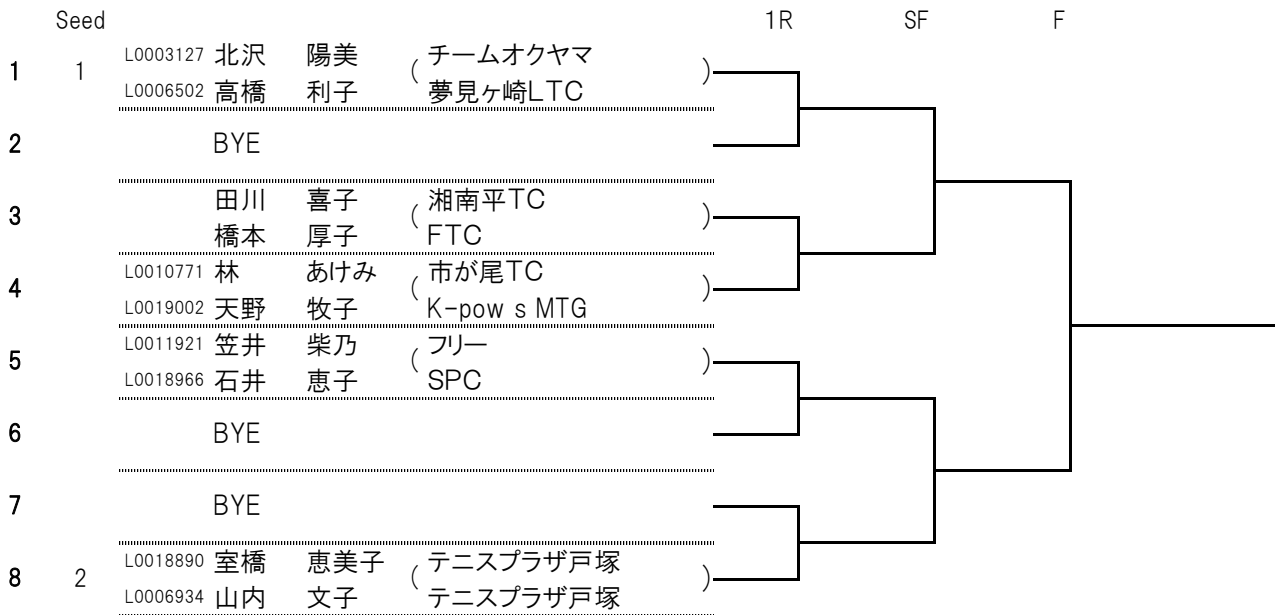 Seed 1R SF F
L0003127 北沢 陽美 チームオクヤマ
1 1 ( )
L0006502 高橋 利子 夢見ヶ崎LTC
2 BYE
田川 喜子 湘南平TC
3 ( )
橋本 厚子 FTC
L0010771 林 あけみ 市が尾TC
4 ( )
L0019002 天野 牧子 K-pow s MTG
L0011921 笠井 柴乃 フリー
5 ( )
L0018966 石井 恵子 SPC
6 BYE
7 BYE
L0018890 室橋 恵美子 テニスプラザ戸塚
8 2 ( )
L0006934 山内 文子 テニスプラザ戸塚